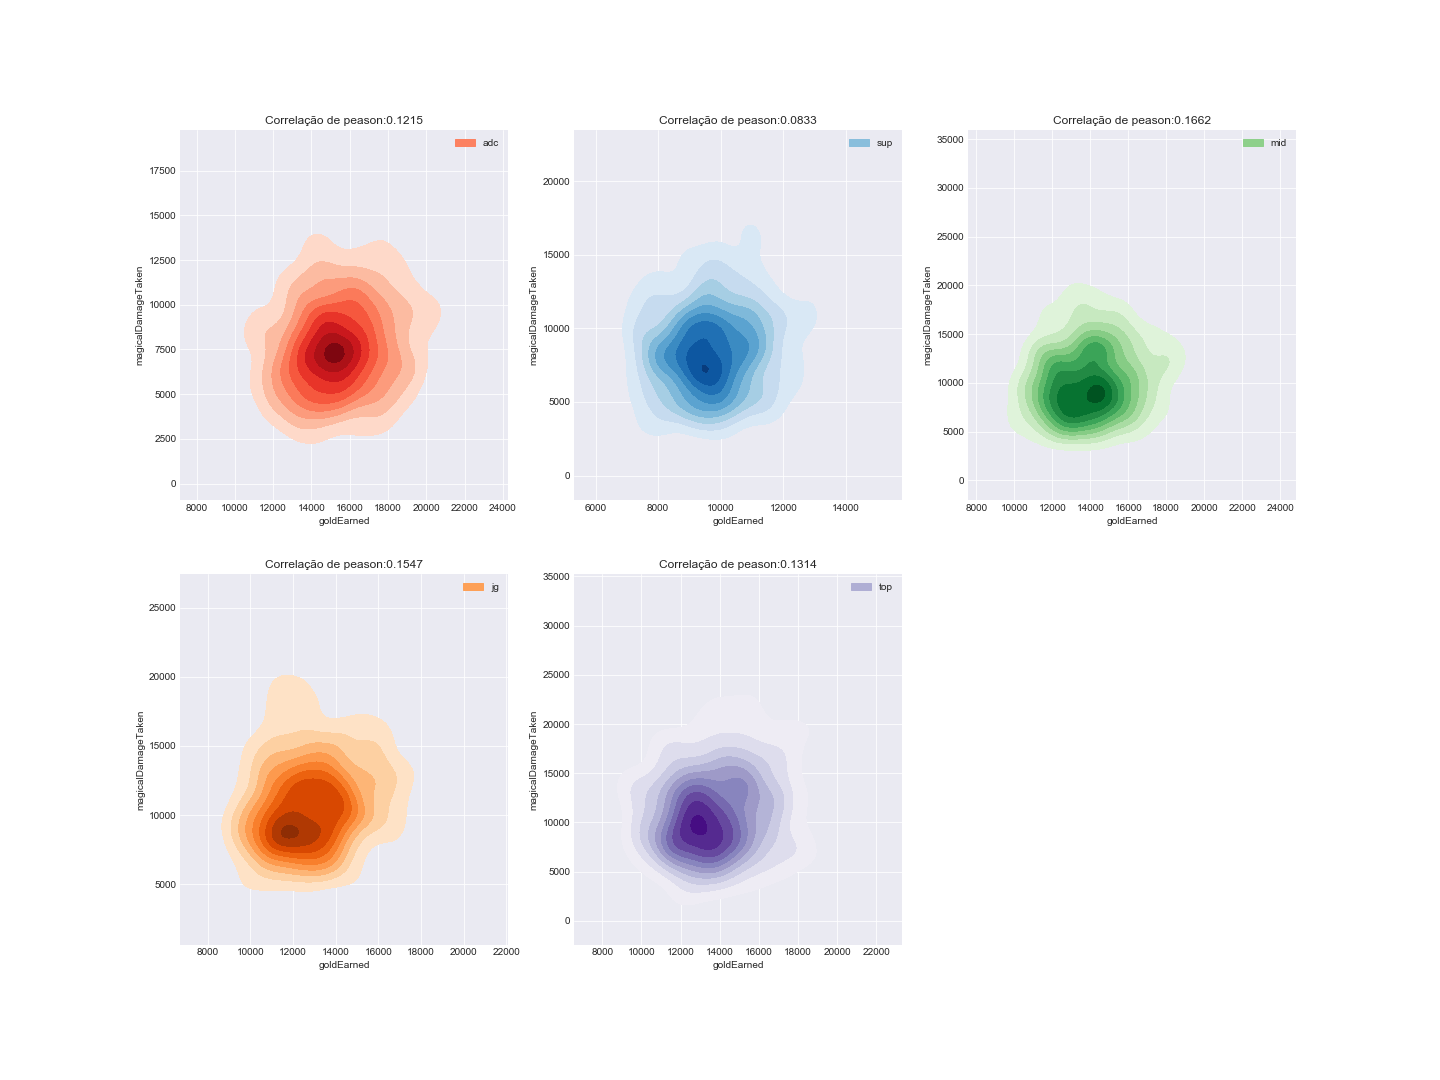 Correlação de peason:0.1215
adc
17500
15000
12500
10000
7500
5000
2500
0
magicalDamageTaken
8000 10000 12000 14000 16000 18000 20000 22000 24000
goldEarned
Correlação de peason:0.0833
sup
20000
15000
10000
5000
0
magicalDamageTaken
6000 8000 10000 12000 14000
goldEarned
Correlação de peason:0.1662
mid
35000
30000
25000
20000
15000
10000
5000
0
magicalDamageTaken
8000 10000 12000 14000 16000 18000 20000 22000 24000
goldEarned
Correlação de peason:0.1547
jg
25000
20000
15000
10000
5000
magicalDamageTaken
8000 10000 12000 14000 16000 18000 20000 22000
goldEarned
Correlação de peason:0.1314
top
35000
30000
25000
20000
15000
10000
5000
0
magicalDamageTaken
8000 10000 12000 14000 16000 18000 20000 22000
goldEarned